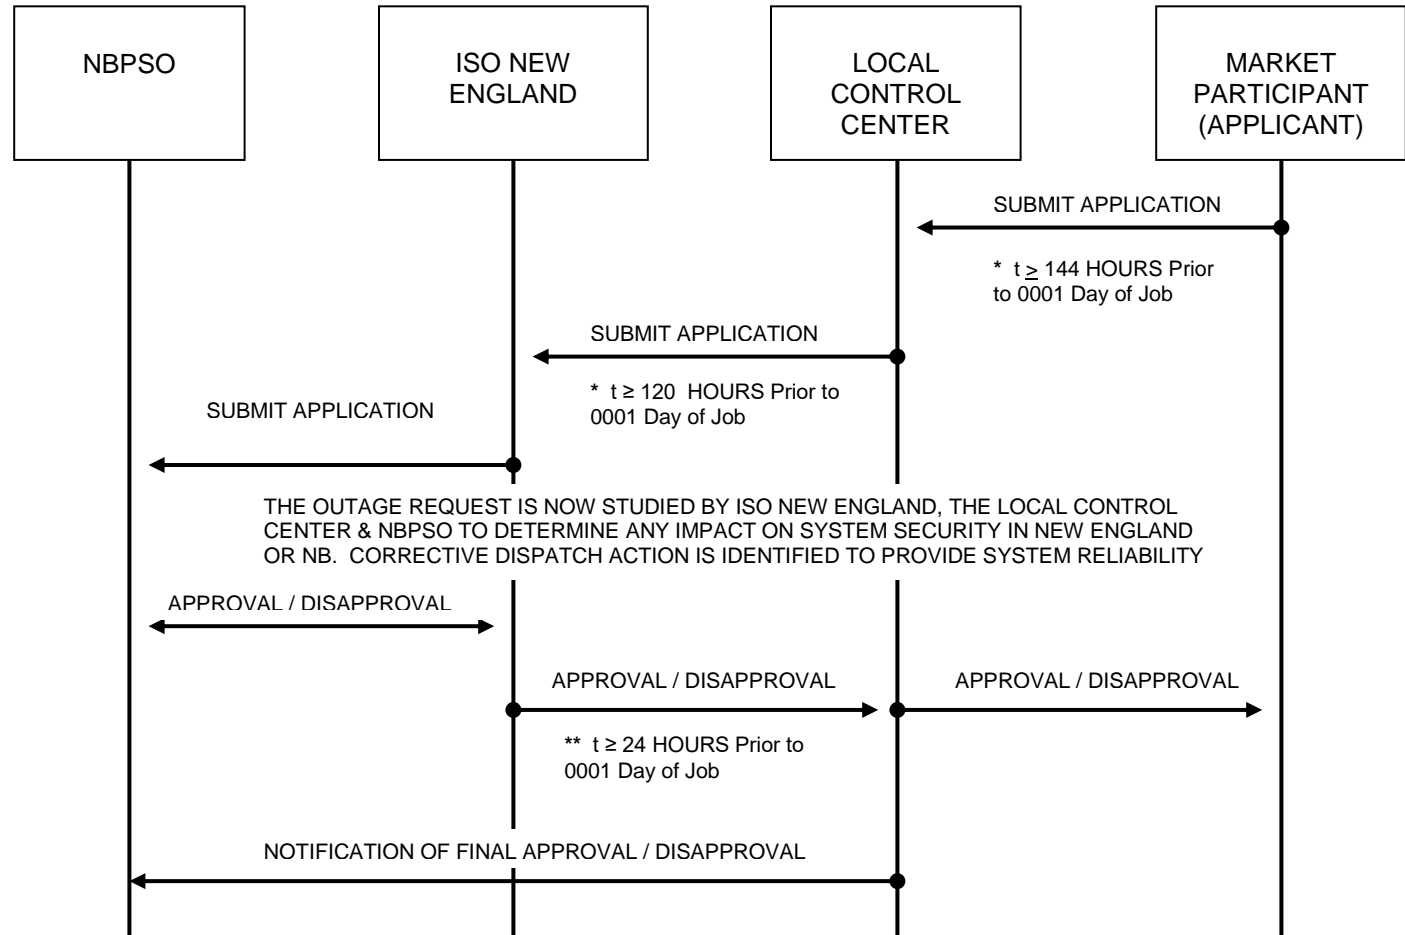 NBPSO
ISO NEW
ENGLAND
LOCAL
CONTROL
CENTER
MARKET
PARTICIPANT
(APPLICANT)
SUBMIT APPLICATION
* t ≥ 144 HOURS Prior
to 0001 Day of Job
SUBMIT APPLICATION
* t ≥ 120 HOURS Prior to
0001 Day of Job
SUBMIT APPLICATION
THE OUTAGE REQUEST IS NOW STUDIED BY ISO NEW ENGLAND, THE LOCAL CONTROL
CENTER & NBPSO TO DETERMINE ANY IMPACT ON SYSTEM SECURITY IN NEW ENGLAND
OR NB. CORRECTIVE DISPATCH ACTION IS IDENTIFIED TO PROVIDE SYSTEM RELIABILITY
APPROVAL / DISAPPROVAL
APPROVAL / DISAPPROVAL
APPROVAL / DISAPPROVAL
** t ≥ 24 HOURS Prior to
0001 Day of Job
NOTIFICATION OF FINAL APPROVAL / DISAPPROVAL